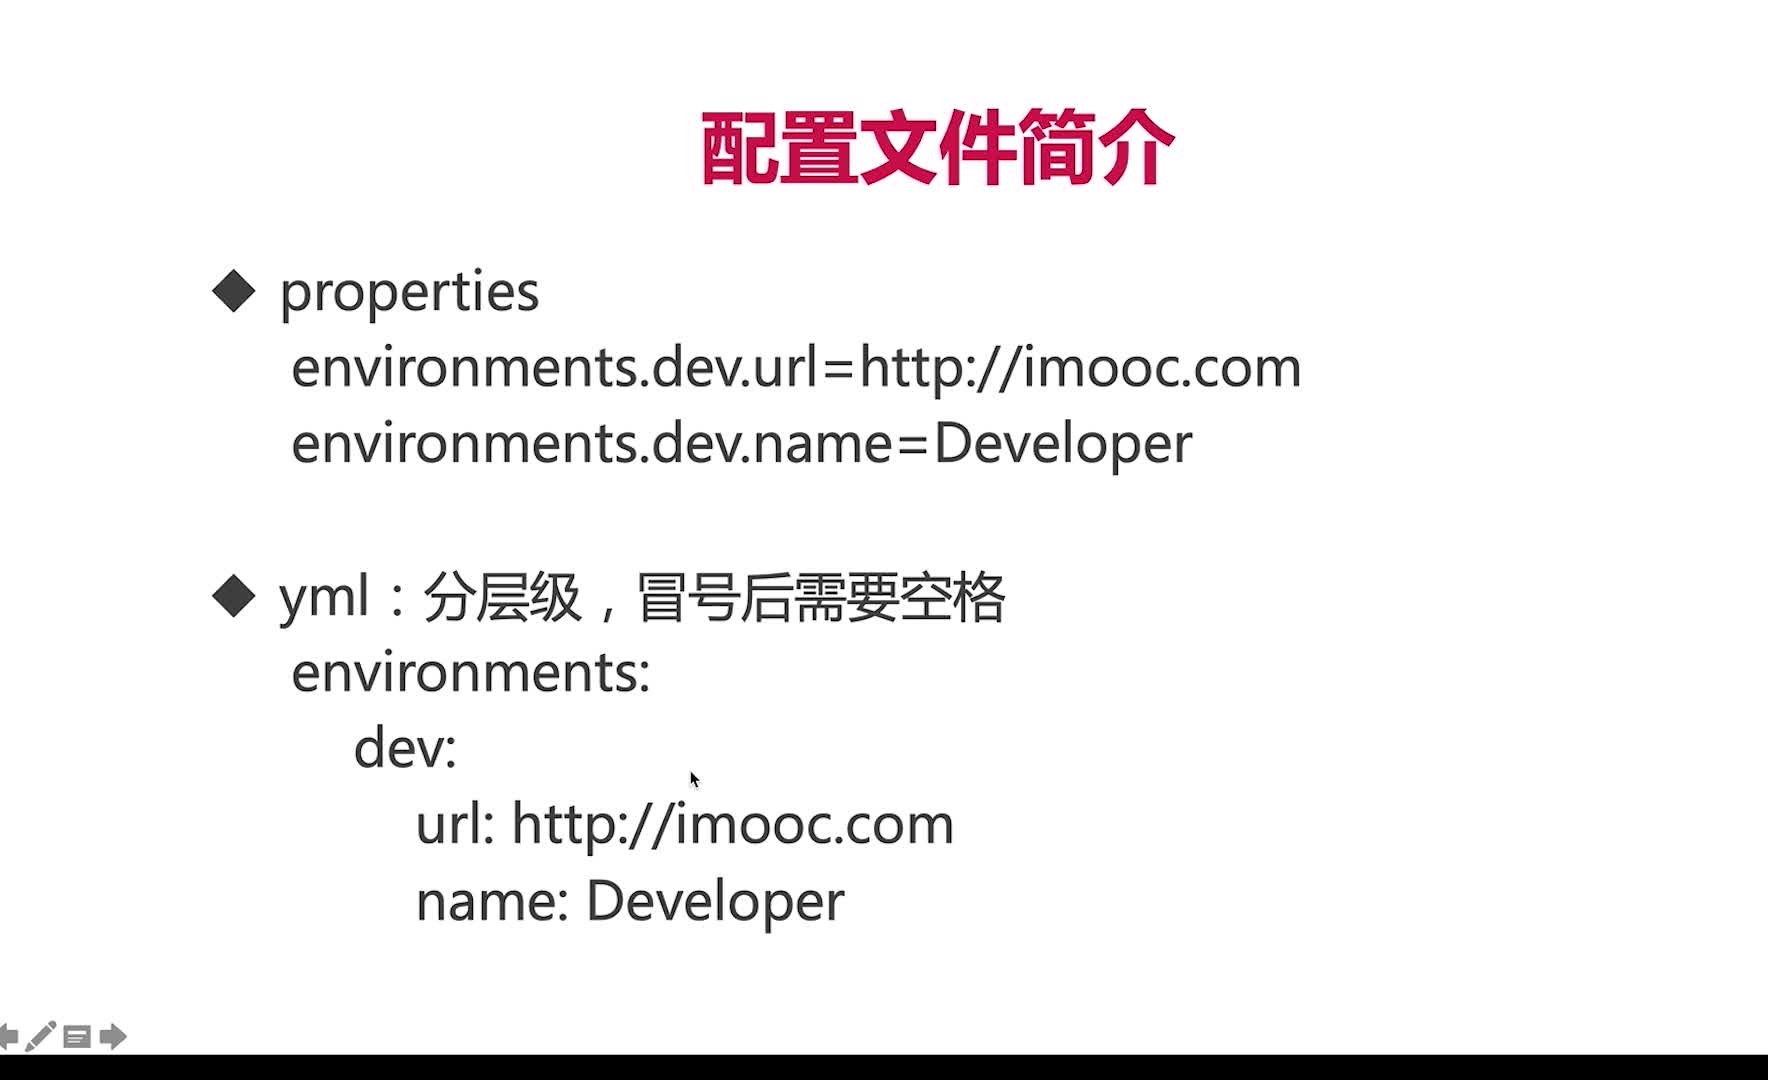 配置文件简介
◆ properties
environments.dev.url=http://imooc.com
environments.dev.name=Developer
◆ yml：分层级，冒号后需要空格
environments:
dev:
url: http://imooc.com
name: Developer